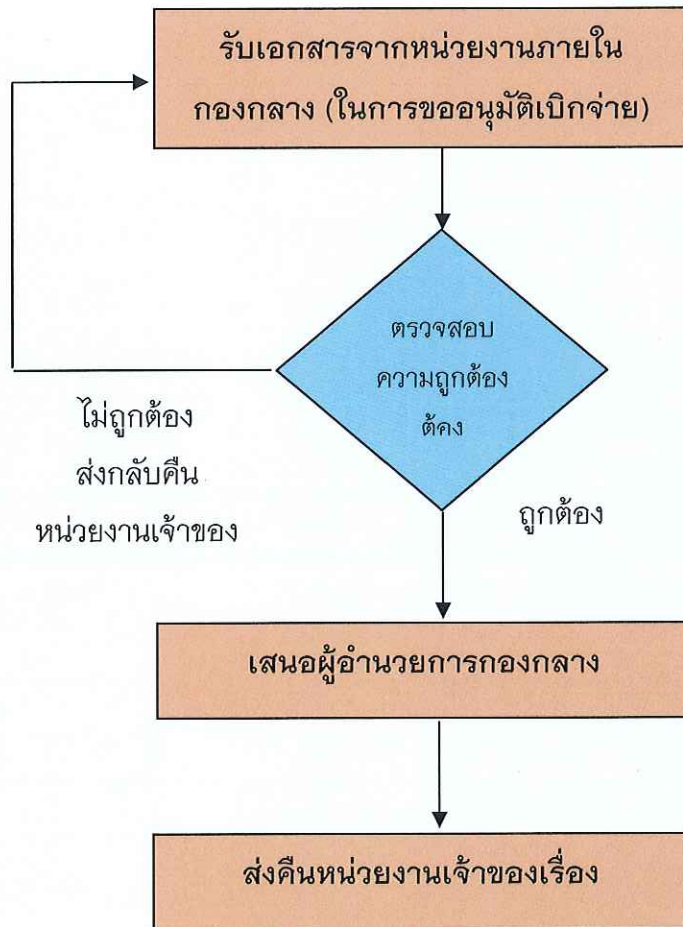 รับเอกสารจากหน่วยงานภายใน
กองกลาง (ในการขออนุมัติเบิกจ่าย)
ตรวจสอบ
ความถูกต้อง
ต้คง
ไม่ถูกต้อง
ส่งกลับคืน
หน่วยงานเจ้าของ
ถูกต้อง
เสนอผู้อำนวยการกองกลาง
ส่งคืนหน่วยงานเจ้าของเรื่อง